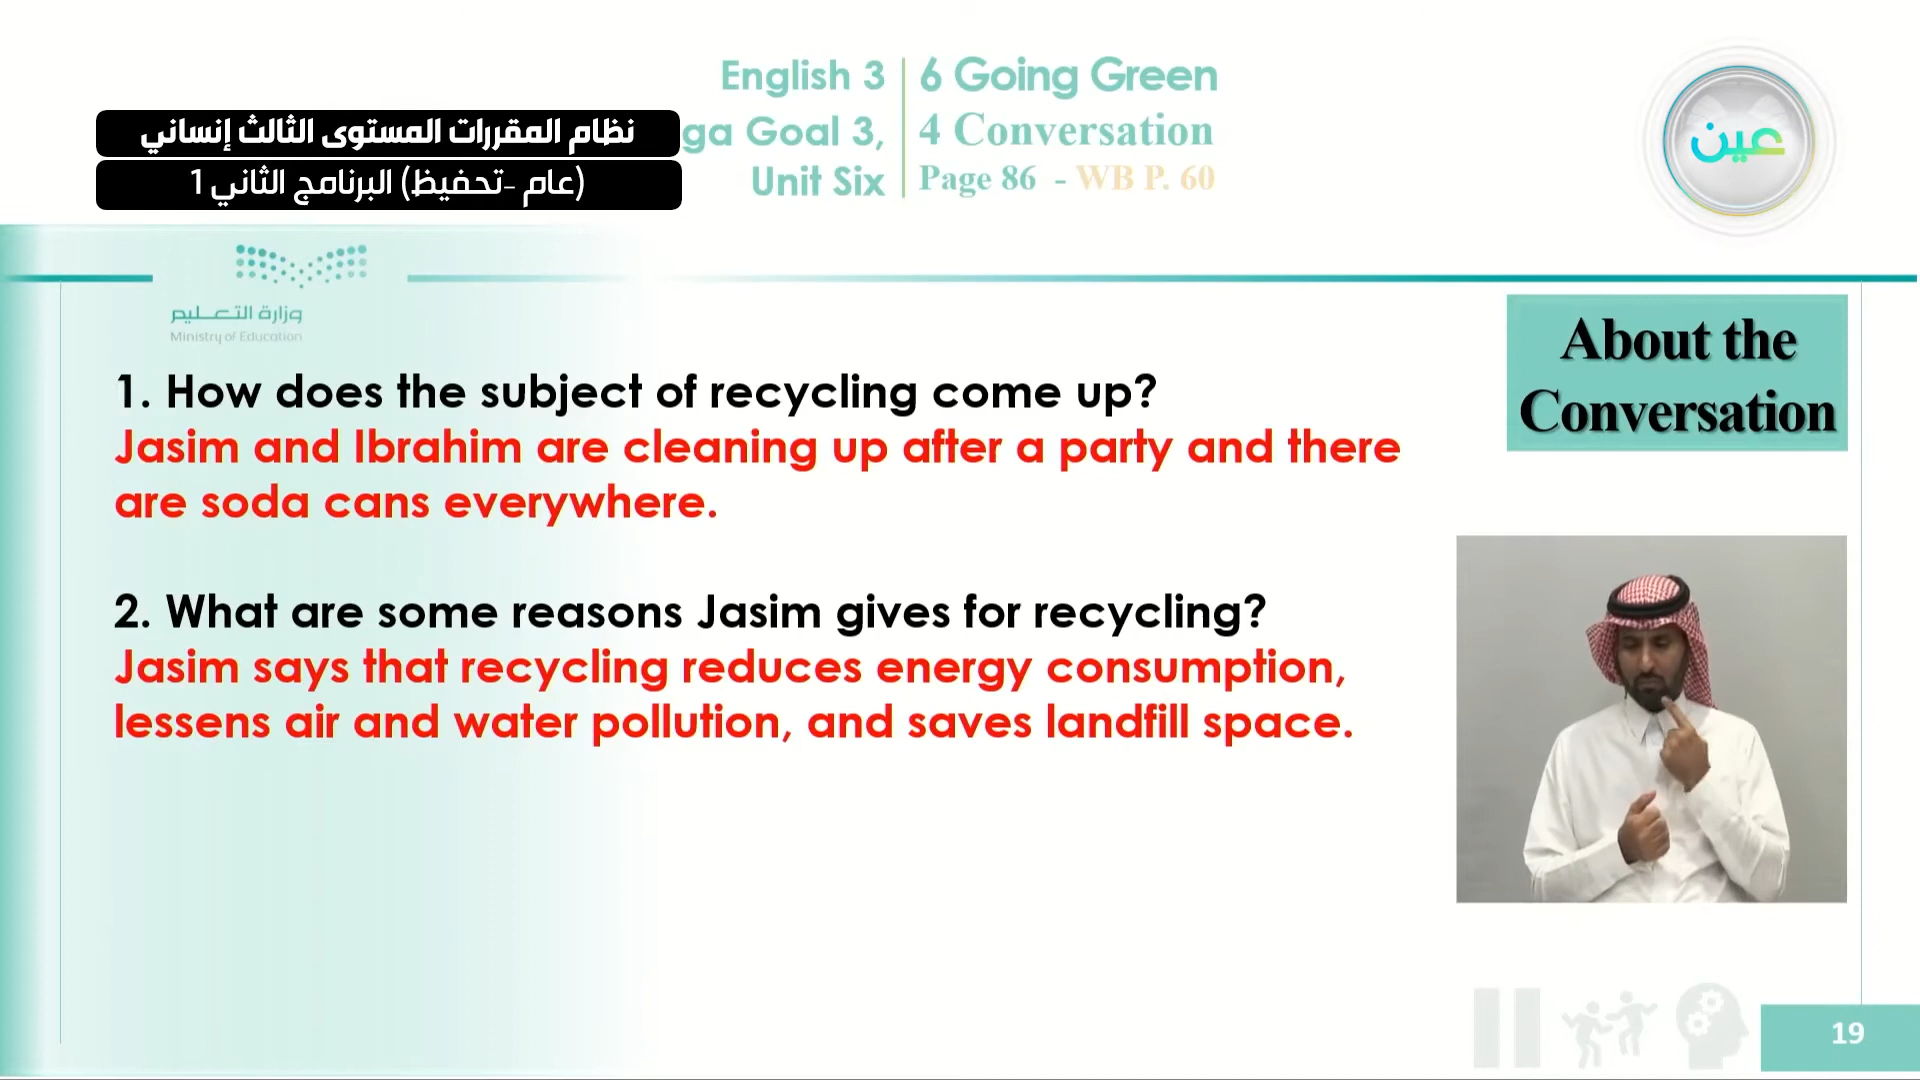 English 3
6 Going Green
نظام المقررات المستوى الثالث إنساني
ga Goal 3,
4 Conversation
(عام -تحفيظ) البرنامج الثاني 1
Unit Six
Page 86 - WB P. 60
عين
وزارة التعليم
Ministry of Education
About the
Conversation
1. How does the subject of recycling come up?
Jasim and Ibrahim are cleaning up after a party and there
are soda cans everywhere.
2. What are some reasons Jasim gives for recycling?
Jasim says that recycling reduces energy consumption,
lessens air and water pollution, and saves landfill space.
19